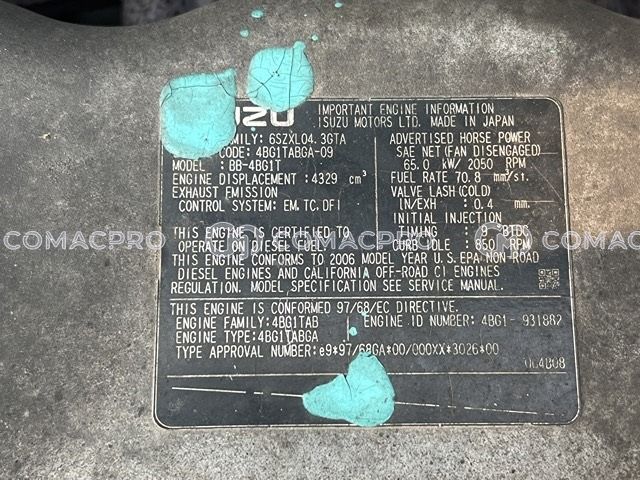 UZU IMPORTANT ENGINE INFORMATION
ISUZU MOTORS LTD. MADE IN JAPAN
FAMILY: 6SZXL04.3GTA
CODE: 4BG1TABGA-09
MODEL : BB-4BG1T
ENGINE DISPLACEMENT: 4329 cm³
EXHAUST EMISSION
CONTROL SYSTEM: EM, TC, DFI
ADVERTISED HORSE POWER
SAE NET(FAN DISENGAGED)
65.0 kW/ 2050 RPM
FUEL RATE 70.8 mm³/st.
VALVE LASH(COLD)
IN/EXH : 0.4 mm.
INITIAL INJECTION
TIMING : 8 °BTDC
CURB IDLE : 850 RPM
THIS ENGINE IS CERTIFIED TO
OPERATE ON DIESEL FUEL
THIS ENGINE CONFORMS TO 2006 MODEL YEAR U.S.EPA NON-ROAD
DIESEL ENGINES AND CALIFORNIA OFF-ROAD CI ENGINES
REGULATION. MODEL SPECIFICATION SEE SERVICE MANUAL.
THIS ENGINE IS CONFORMED 97/68/EC DIRECTIVE.
ENGINE FAMILY:4BG1TAB
ENGINE ID NUMBER: 4BG1- 931882
ENGINE TYPE:4BG1TABGA
TYPE APPROVAL NUMBER:e9*97/68GA*00/000XX*3026*00
COMACPRO COMACPRO COMACPRO COMACPRO